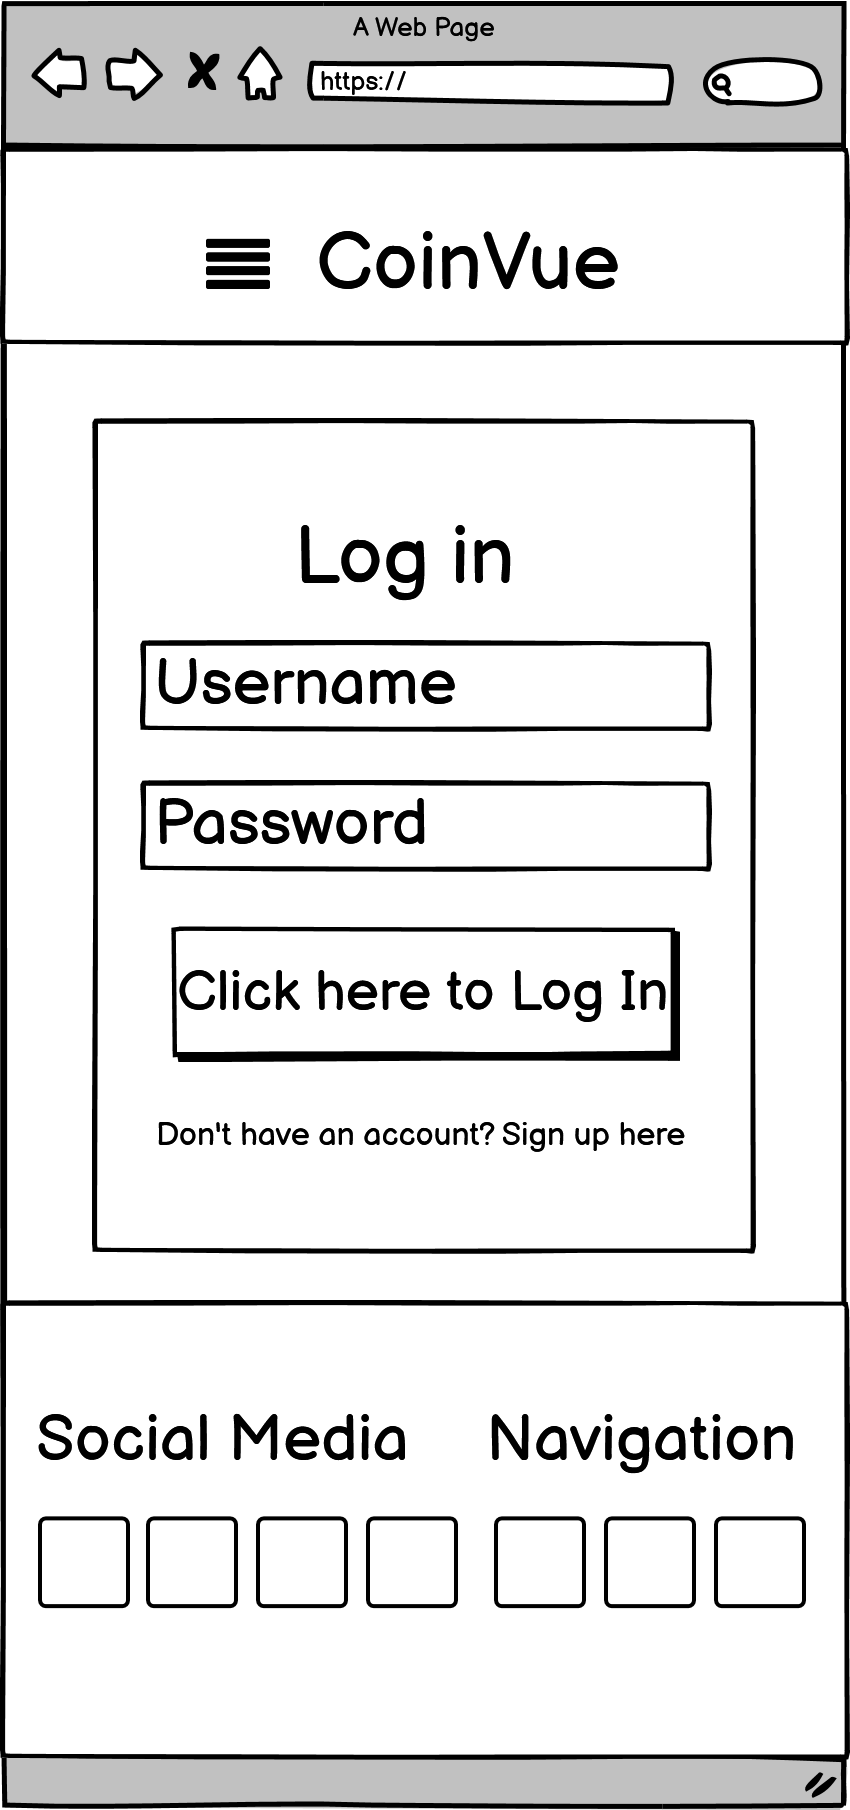 A Web Page
https://
CoinVue
Log in
Username
Password
Click here to Log In
Don't have an account? Sign up here
Social Media
Navigation